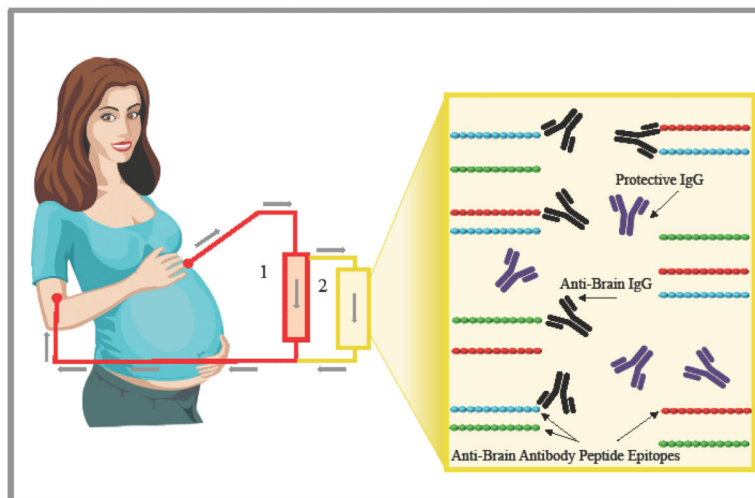 1
2
Protective IgG
Anti-Brain IgG
Anti-Brain Antibody Peptide Epitopes